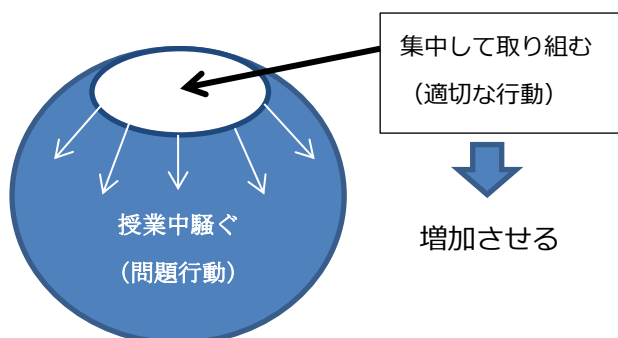 集中して取り組む
（適切な行動）
授業中騒ぐ
（問題行動）
増加させる